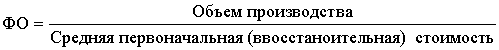 ФО = Объем производства
Средняя первоначальная (ввосстаноительная) стоимость